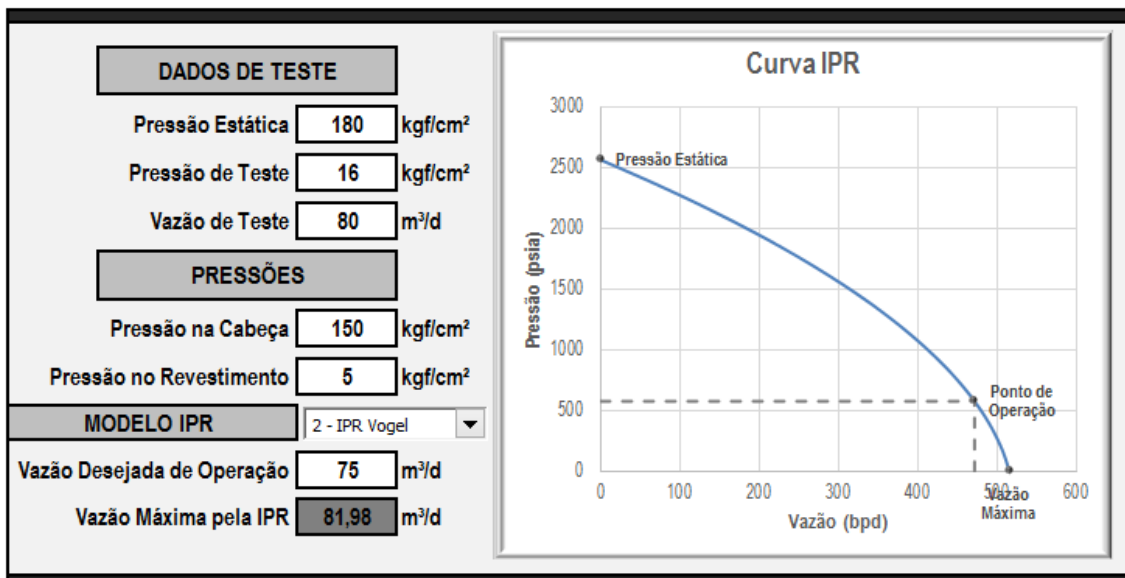 DADOS DE TESTE
Pressão Estática 180 kgf/cm²
Pressão de Teste 16 kgf/cm²
Vazão de Teste 80 m³/d
PRESSÕES
Pressão na Cabeça 150 kgf/cm²
Pressão no Revestimento 5 kgf/cm²
MODELO IPR 2 - IPR Vogel
Vazão Desejada de Operação 75 m³/d
Vazão Máxima pela IPR 81,98 m³/d
Curva IPR
Pressão (psia)
3000
2500
2000
1500
1000
500
0
Pressão Estática
Ponto de
Operação
0 100 200 300 400 500 600
Vazão
Máxima
Vazão (bpd)